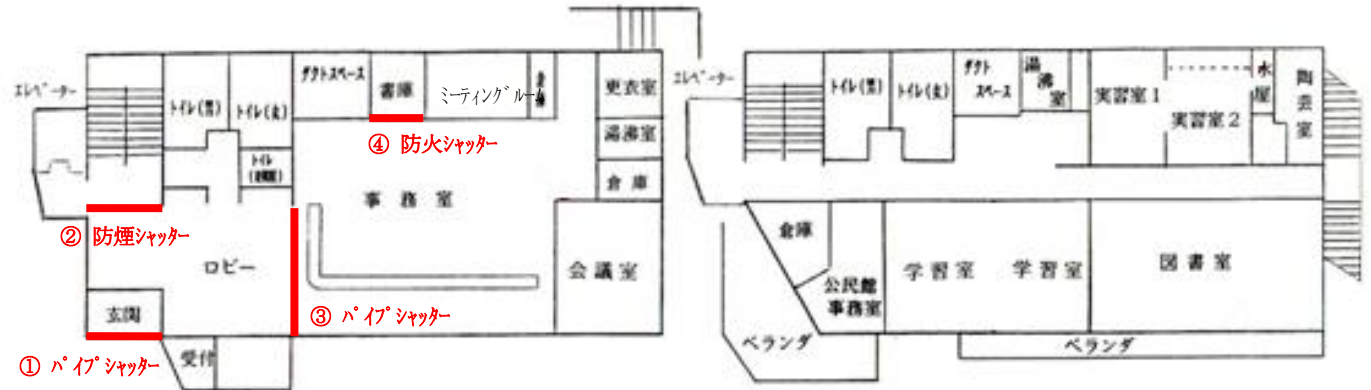 エレベーター
トイレ(男)
トイレ(女)
ダクトスペース
書庫
ミーティングルーム
更衣室
④ 防火シャッター
湯沸室
トイレ
倉庫
事務室
② 防煙シャッター
ロビー
会議室
玄関
③ パイプシャッター
① パイプシャッター
受付
エレベーター
トイレ(男)
トイレ(女)
ダクト
スペース
湯沸室
実習室1
実習室2
水屋
陶芸室
倉庫
公民館
事務室
学習室
学習室
図書室
ベランダ
ベランダ